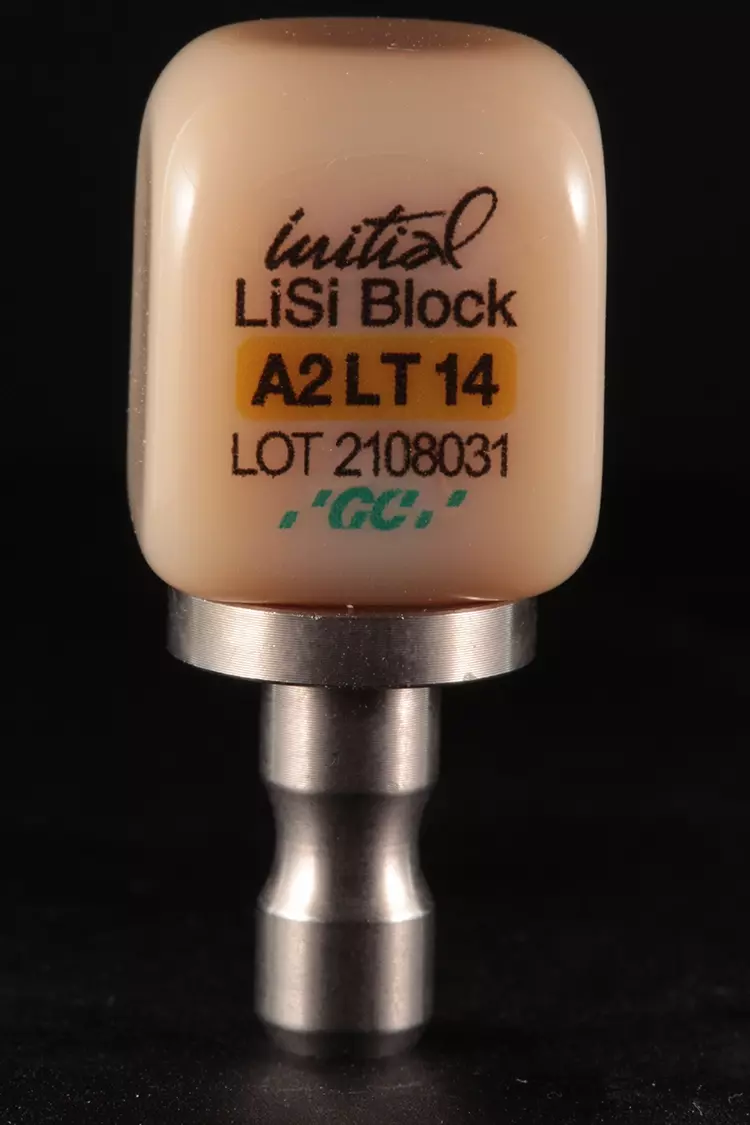 initial
LiSi Block
A2 LT 14
LOT 2108031
GC